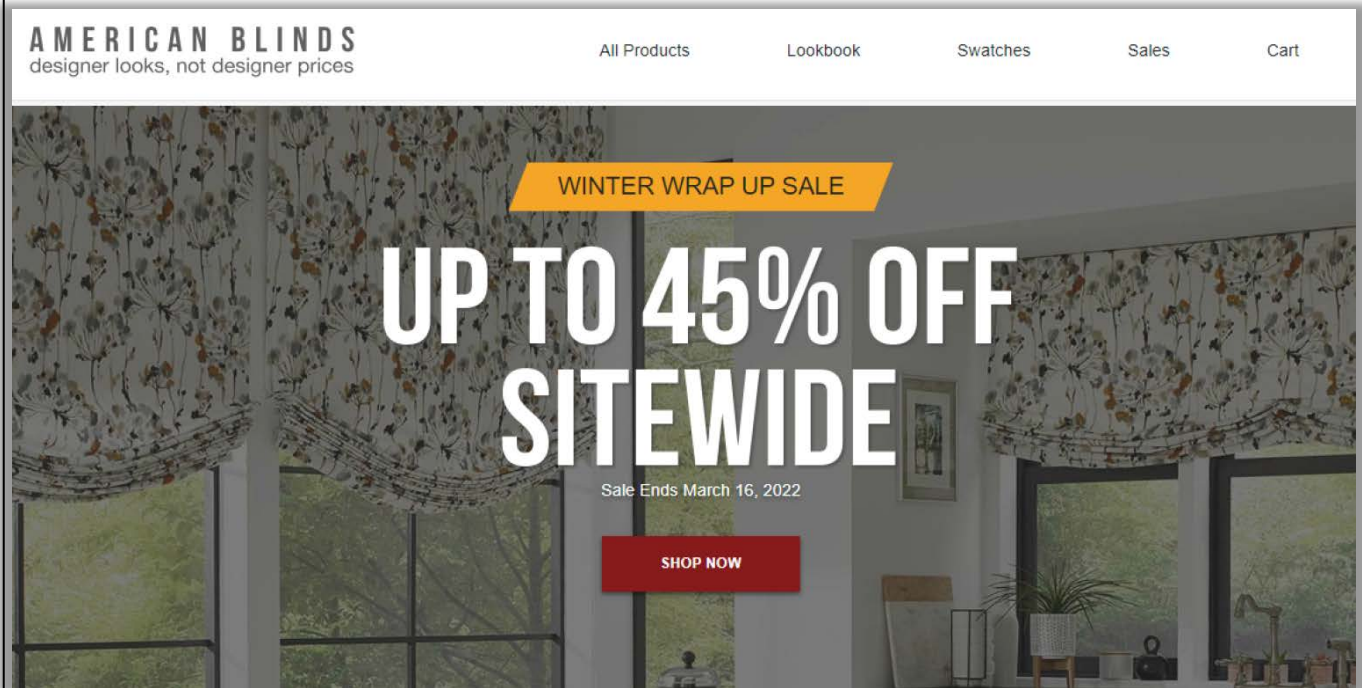 AMERICAN BLINDS
designer looks, not designer prices
All Products Lookbook Swatches Sales Cart
WINTER WRAP UP SALE
UP TO 45% OFF
SITEWIDE
Sale Ends March 16, 2022
SHOP NOW